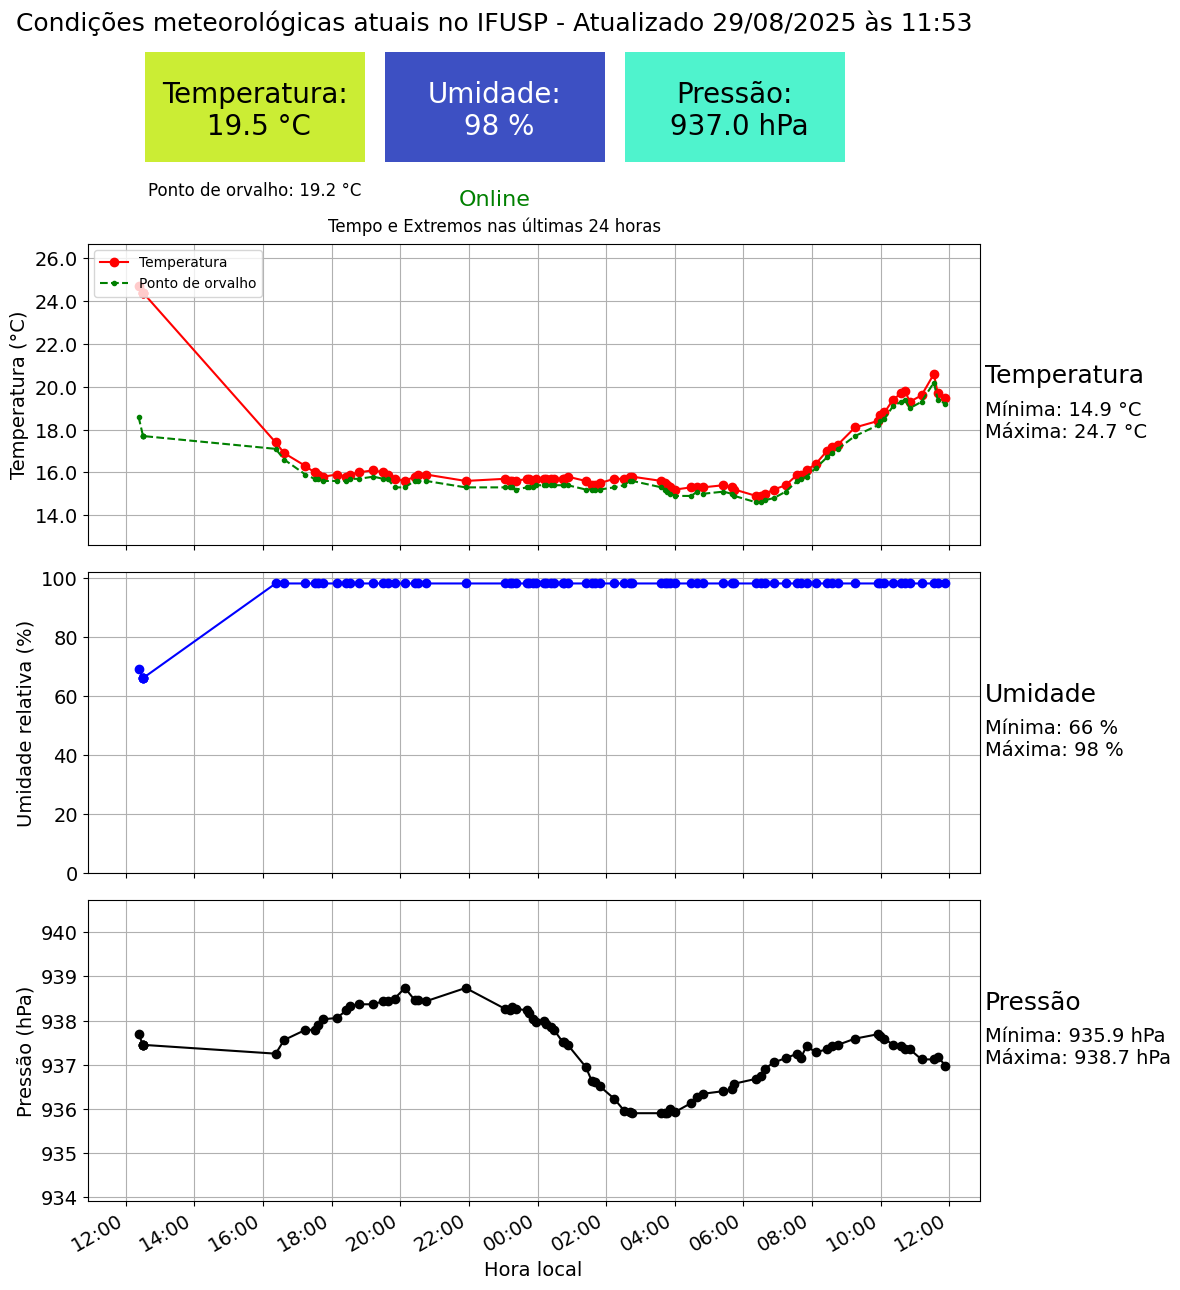 Condições meteorológicas atuais no IFUSP - Atualizado 29/08/2025 às 11:53
Temperatura:
19.5 °C
Umidade:
98 %
Pressão:
937.0 hPa
Ponto de orvalho: 19.2 °C
Online
Tempo e Extremos nas últimas 24 horas
Temperatura (°C)
26.0
24.0
22.0
20.0
18.0
16.0
14.0
Temperatura
Ponto de orvalho
Temperatura
Mínima: 14.9 °C
Máxima: 24.7 °C
Umidade relativa (%)
100
80
60
40
20
0
Umidade
Mínima: 66 %
Máxima: 98 %
Pressão (hPa)
940
939
938
937
936
935
934
Pressão
Mínima: 935.9 hPa
Máxima: 938.7 hPa
12:00 14:00 16:00 18:00 20:00 22:00 00:00 02:00 04:00 06:00 08:00 10:00 12:00
Hora local